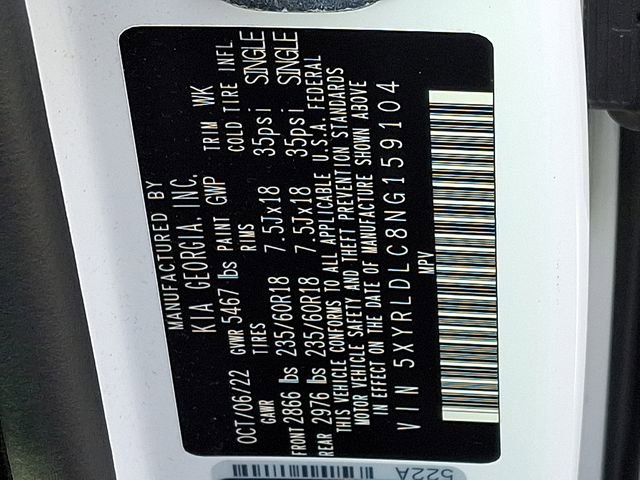 MANUFACTURED BY
KIA GEORGIA, INC.
OCT/06/22 GVWR 5467 lbs PAINT GWP TRIM WK
GAWR TIRES RIMS COLD TIRE INFL
FRONT 2866 lbs 235/60R18 7.5Jx18 35psi SINGLE
REAR 2976 lbs 235/60R18 7.5Jx18 35psi SINGLE
THIS VEHICLE CONFORMS TO ALL APPLICABLE U.S.A. FEDERAL
MOTOR VEHICLE SAFETY AND THEFT PREVENTION STANDARDS
IN EFFECT ON THE DATE OF MANUFACTURE SHOWN ABOVE
VIN 5XYRLDLC8NG159104
MPV
522A